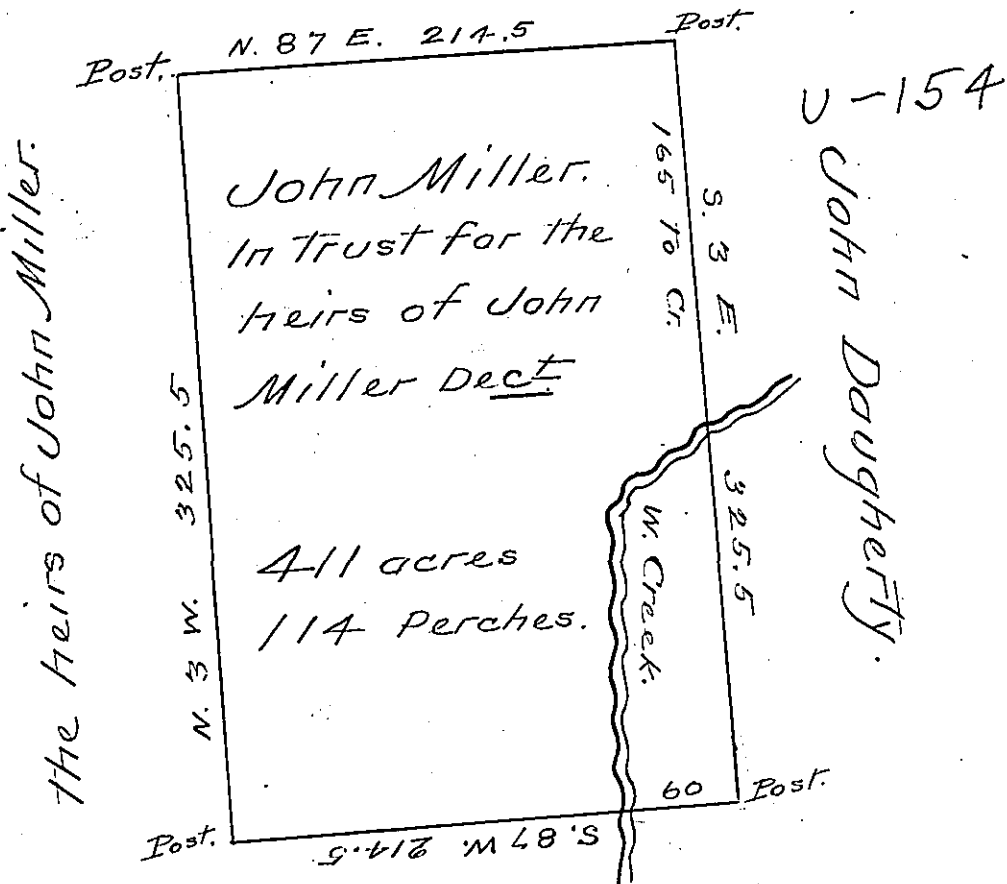 N. 87 E. 214.5
Post.
Post.
U-154
John Miller.
In Trust for the
heirs of John
Miller Dec.t
165 to Cr.
S. 3 E.
325.5
John Daugherty.
The heirs of John Miller.
N. 3 W. 325.5
411 acres
114 Perches.
W. Creek.
60
Post.
Post.
S. 87 W. 214.5